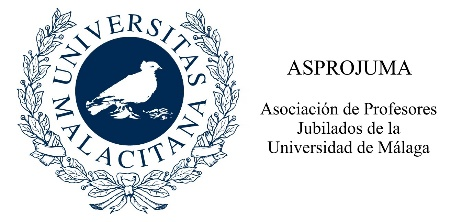 UNIVERSITAS
MALACITANA
ASPROJUMA
Asociación de Profesores
Jubilados de la
Universidad de Málaga